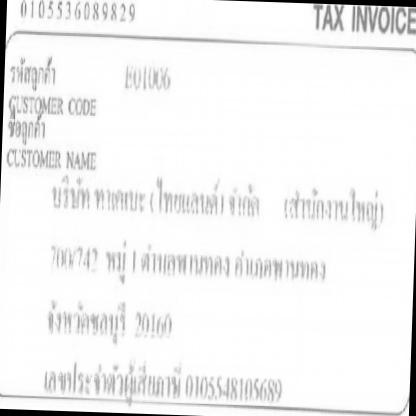 0105536089829 TAX INVOICE
รหัสลูกค้า E01006
CUSTOMER CODE
ชื่อลูกค้า
CUSTOMER NAME
บริษัท ทาคเบะ (ไทยแลนด์) จำกัด (สำนักงานใหญ่)
700/742 หมู่ 1 ตำบลพานทอง อำเภอพานทอง
จังหวัดชลบุรี 20160
เลขประจำตัวผู้เสียภาษี 0105548105689